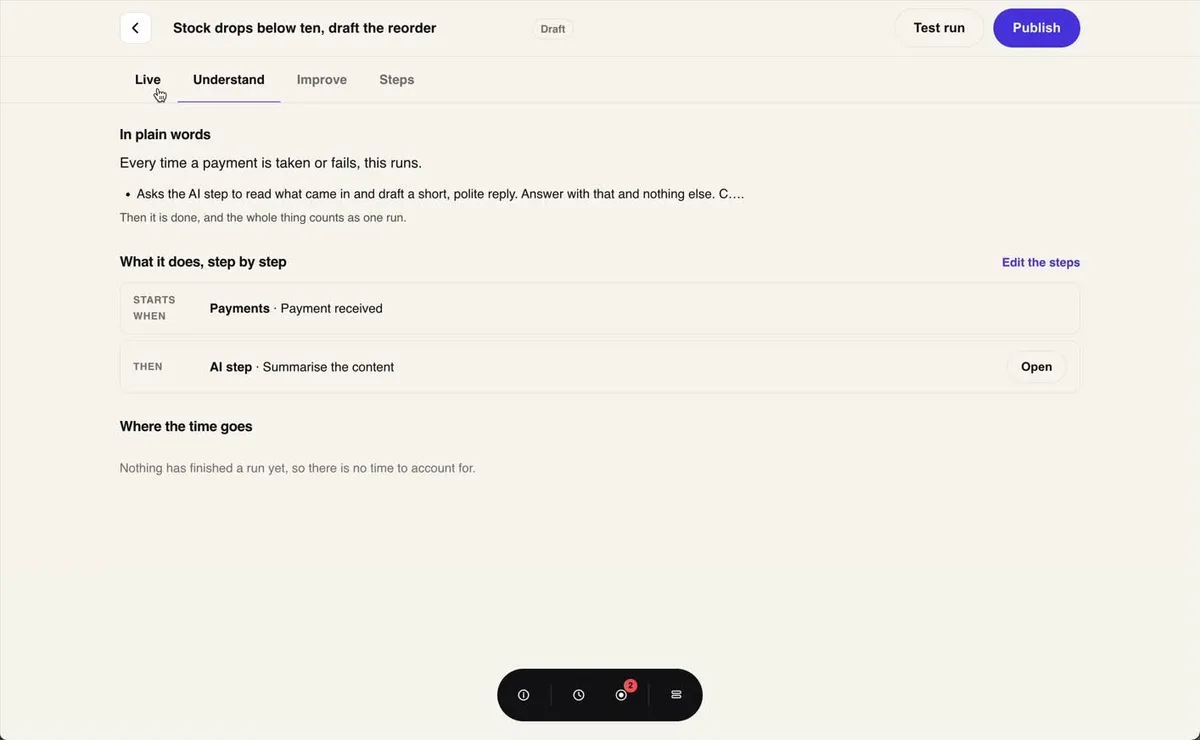 Stock drops below ten, draft the reorder
Draft
Test run
Publish
Live
Understand
Improve
Steps
In plain words
Every time a payment is taken or fails, this runs.
• Asks the AI step to read what came in and draft a short, polite reply. Answer with that and nothing else. C….
Then it is done, and the whole thing counts as one run.
What it does, step by step
Edit the steps
STARTS
WHEN
Payments · Payment received
THEN
AI step · Summarise the content
Open
Where the time goes
Nothing has finished a run yet, so there is no time to account for.
2